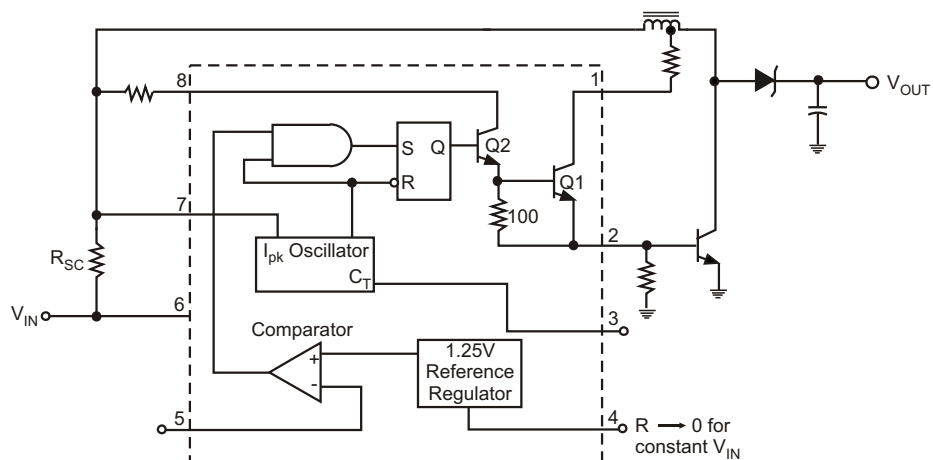 8
1
V_OUT
S
Q
R
Q2
Q1
100
7
2
I_pk Oscillator
C_T
R_SC
6
V_IN
3
Comparator
+
-
1.25V
Reference
Regulator
5
4
R → 0 for
constant V_IN